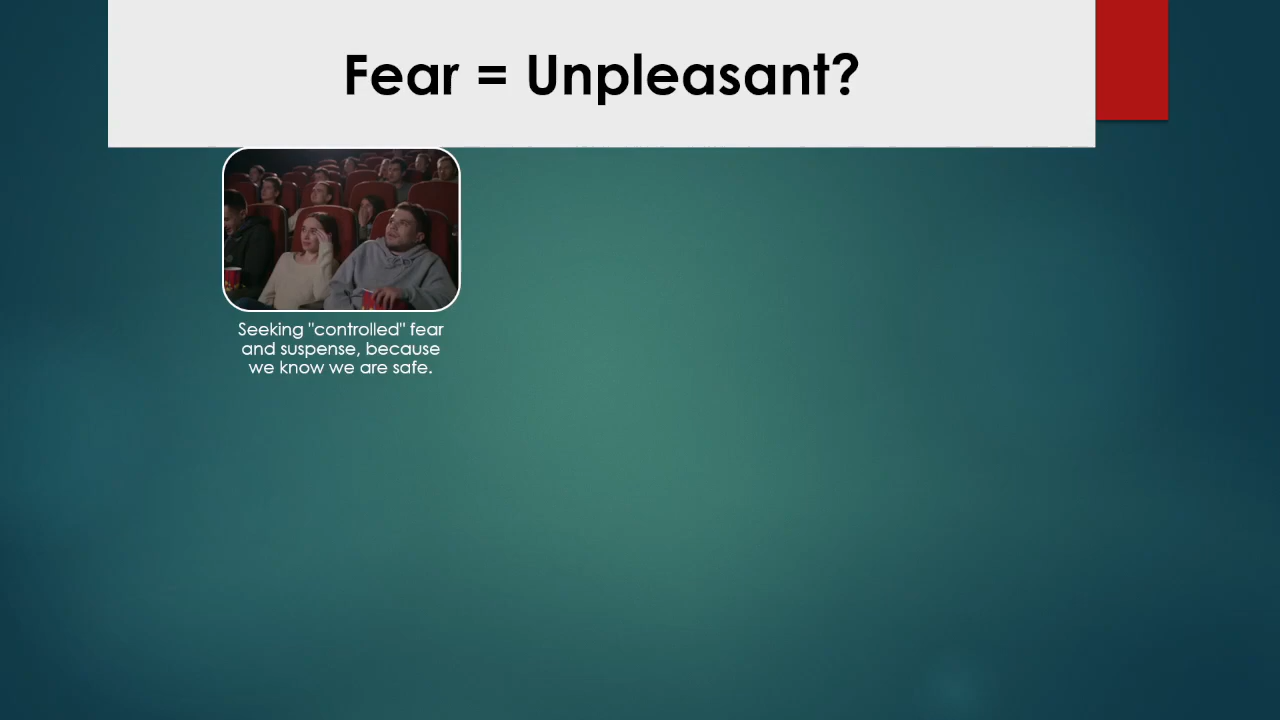 Fear = Unpleasant?
Seeking "controlled" fear
and suspense, because
we know we are safe.